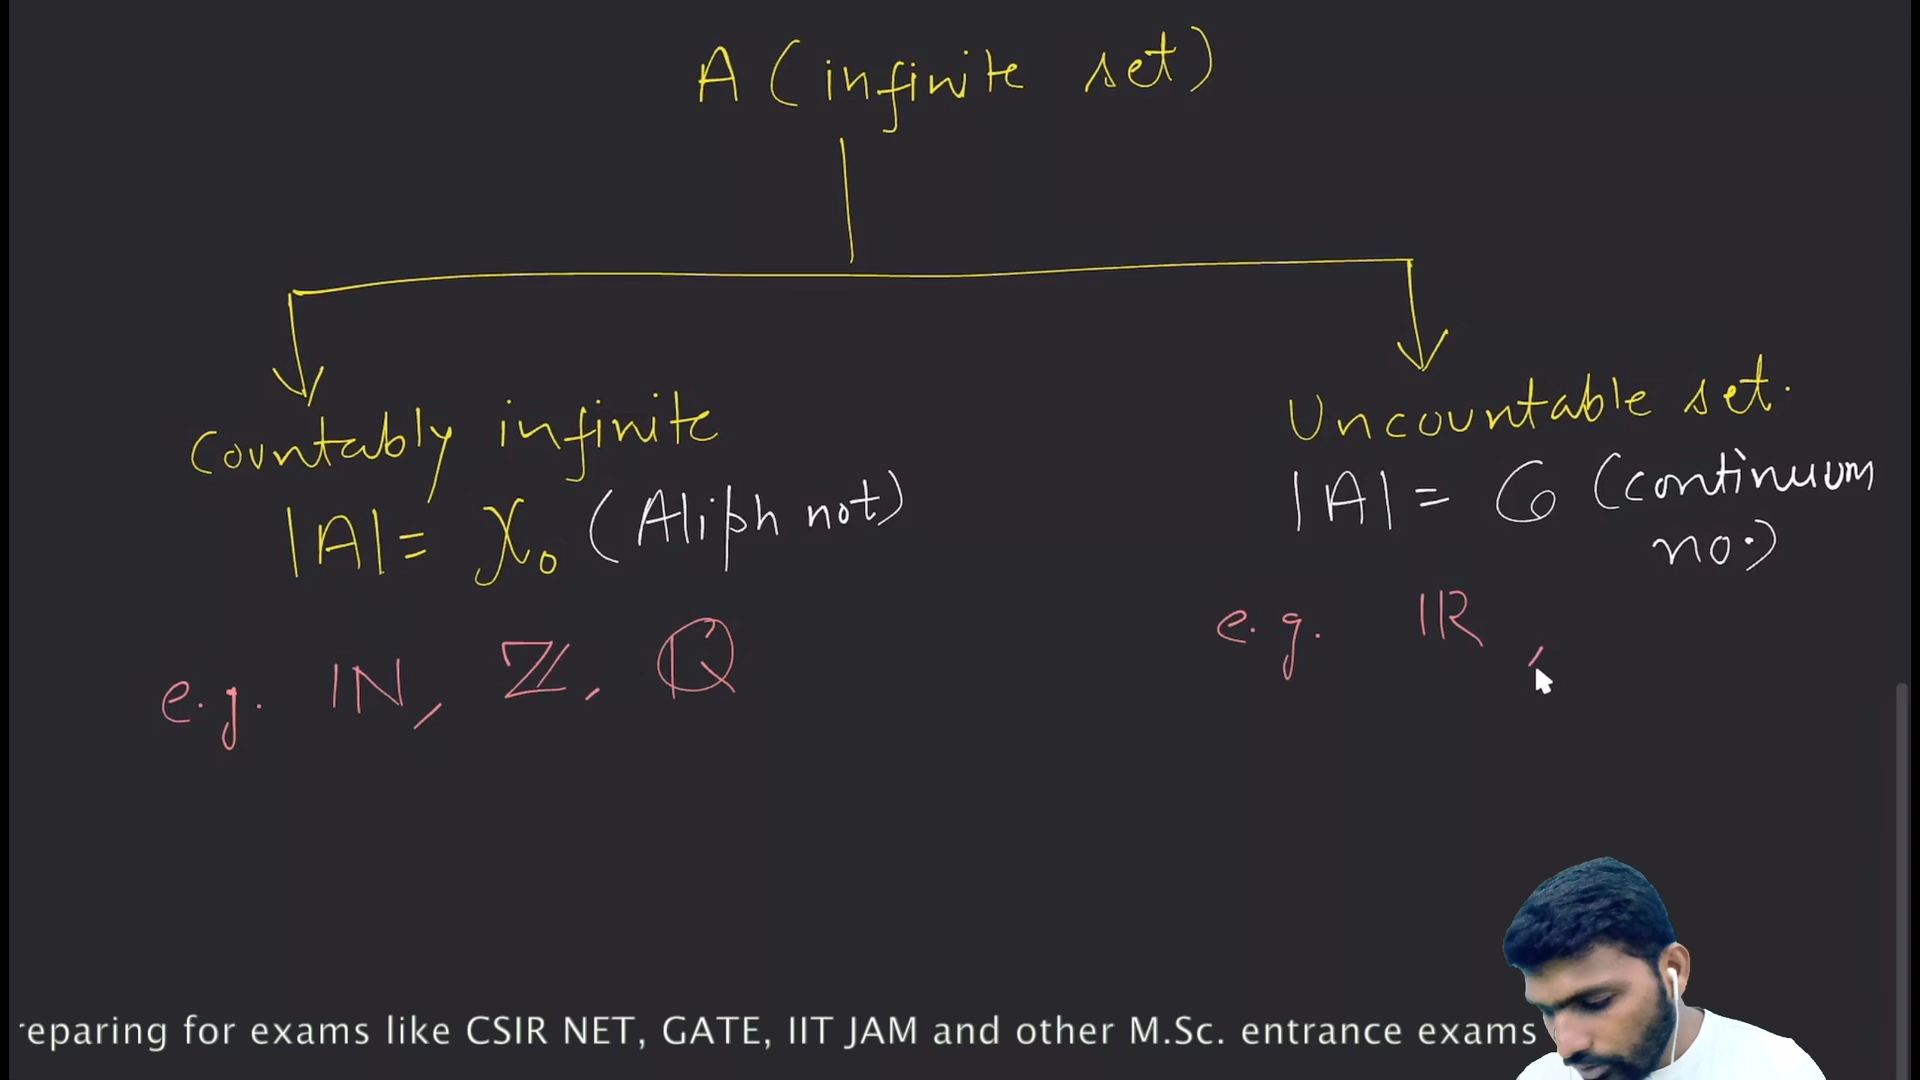 A (infinite set)
Countably infinite
Uncountable set.
|A| = ℵ₀ (Aliph not)
|A| = C (continuum
no.)
e.g. ℕ, ℤ, ℚ
e.g. ℝ ,
reparing for exams like CSIR NET, GATE, IIT JAM and other M.Sc. entrance exams